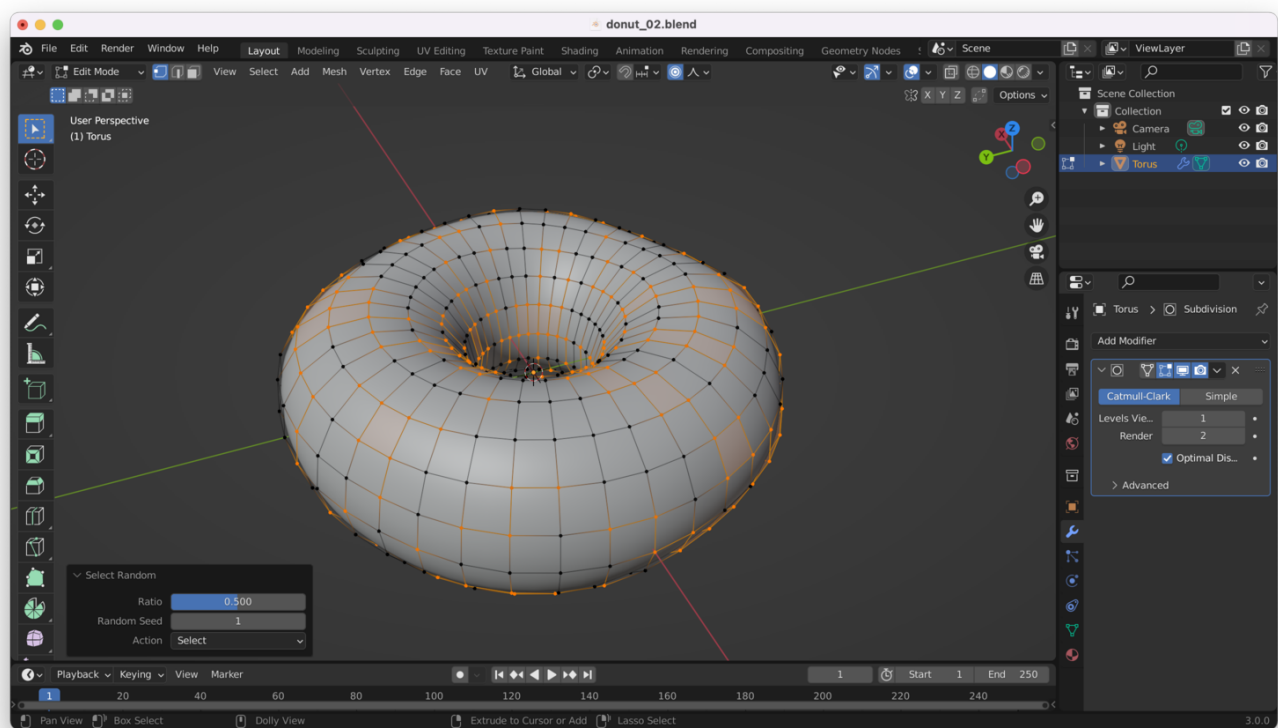 donut_02.blend
File Edit Render Window Help Layout Modeling Sculpting UV Editing Texture Paint Shading Animation Rendering Compositing Geometry Nodes Scene ViewLayer
Edit Mode View Select Add Mesh Vertex Edge Face UV Global
X Y Z Options
User Perspective
(1) Torus
Z
X
Y
Scene Collection
Collection
Camera
Light
Torus
Torus > Subdivision
Add Modifier
Catmull-Clark Simple
Levels Vie... 1
Render 2
Optimal Dis...
Advanced
Select Random
Ratio 0.500
Random Seed 1
Action Select
Playback Keying View Marker 1 Start 1 End 250
1 20 40 60 80 100 120 140 160 180 200 220 240
Pan View Box Select Dolly View Extrude to Cursor or Add Lasso Select 3.0.0